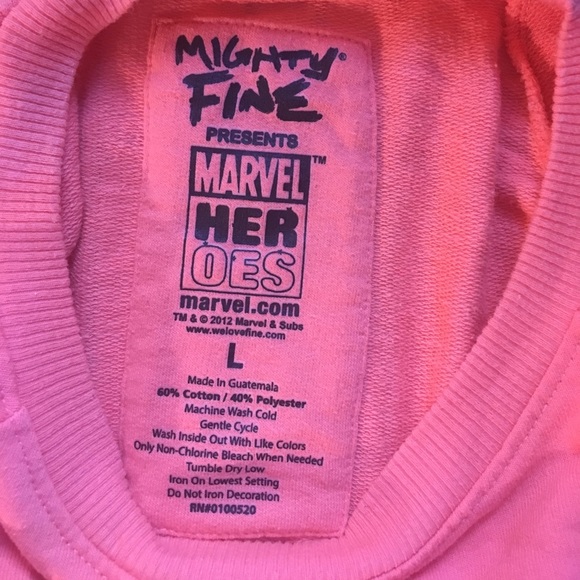 MIGHTY®
FINE
PRESENTS
MARVEL™
HER
OES
marvel.com
TM & © 2012 Marvel & Subs
www.welovefine.com
L
Made in Guatemala
60% Cotton / 40% Polyester
Machine Wash Cold
Gentle Cycle
Wash Inside Out With Like Colors
Only Non-Chlorine Bleach When Needed
Tumble Dry Low
Iron On Lowest Setting
Do Not Iron Decoration
RN#0100520